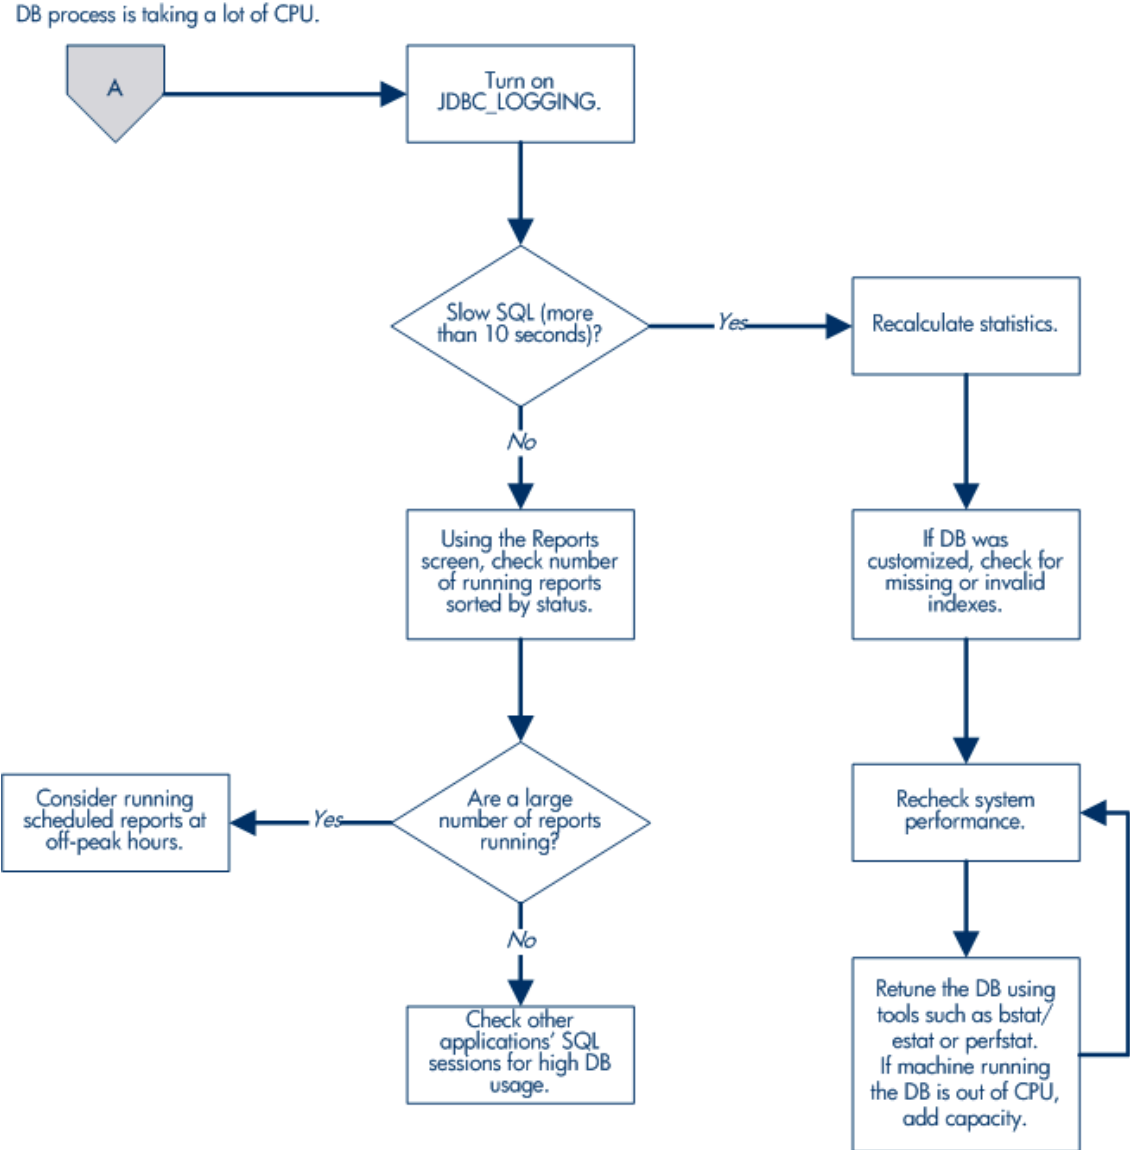 DB process is taking a lot of CPU.
A
Turn on
JDBC_LOGGING.
Slow SQL (more
than 10 seconds)?
Yes
Recalculate statistics.
No
Using the Reports
screen, check number
of running reports
sorted by status.
If DB was
customized, check for
missing or invalid
indexes.
Consider running
scheduled reports at
off-peak hours.
Yes
Are a large
number of reports
running?
Recheck system
performance.
No
Check other
applications’ SQL
sessions for high DB
usage.
Retune the DB using
tools such as bstat/
estat or perfstat.
If machine running
the DB is out of CPU,
add capacity.